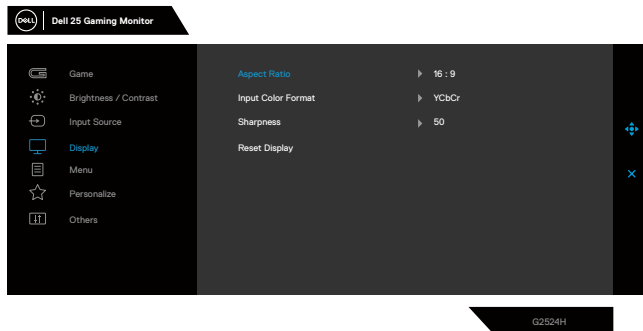 DELL
Dell 25 Gaming Monitor
Game
Brightness / Contrast
Input Source
Display
Menu
Personalize
Others
Aspect Ratio 16 : 9
Input Color Format YCbCr
Sharpness 50
Reset Display
G2524H